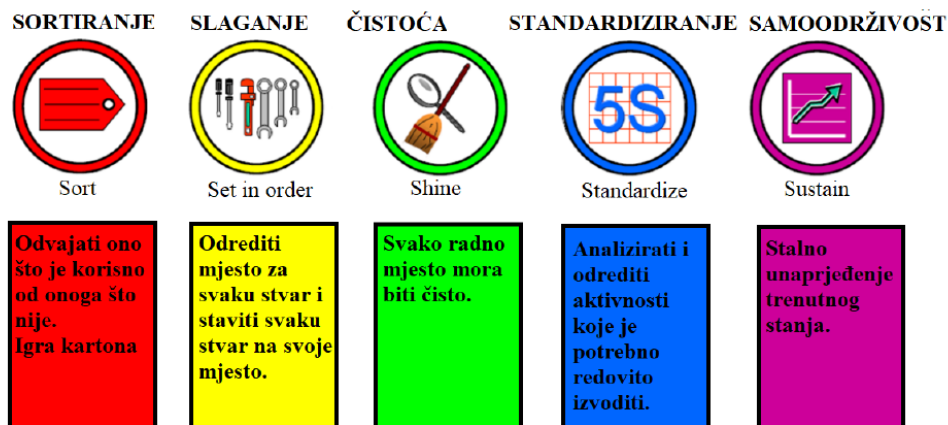 SORTIRANJE
SLAGANJE
ČISTOĆA
STANDARDIZIRANJE
SAMOODRŽIVOST
5S
Sort
Set in order
Shine
Standardize
Sustain
Odvajati ono
što je korisno
od onoga što
nije.
Igra kartona
Odrediti
mjesto za
svaku stvar i
staviti svaku
stvar na svoje
mjesto.
Svako radno
mjesto mora
biti čisto.
Analizirati i
odrediti
aktivnosti
koje je
potrebno
redovito
izvoditi.
Stalno
unaprjeđenje
trenutnog
stanja.